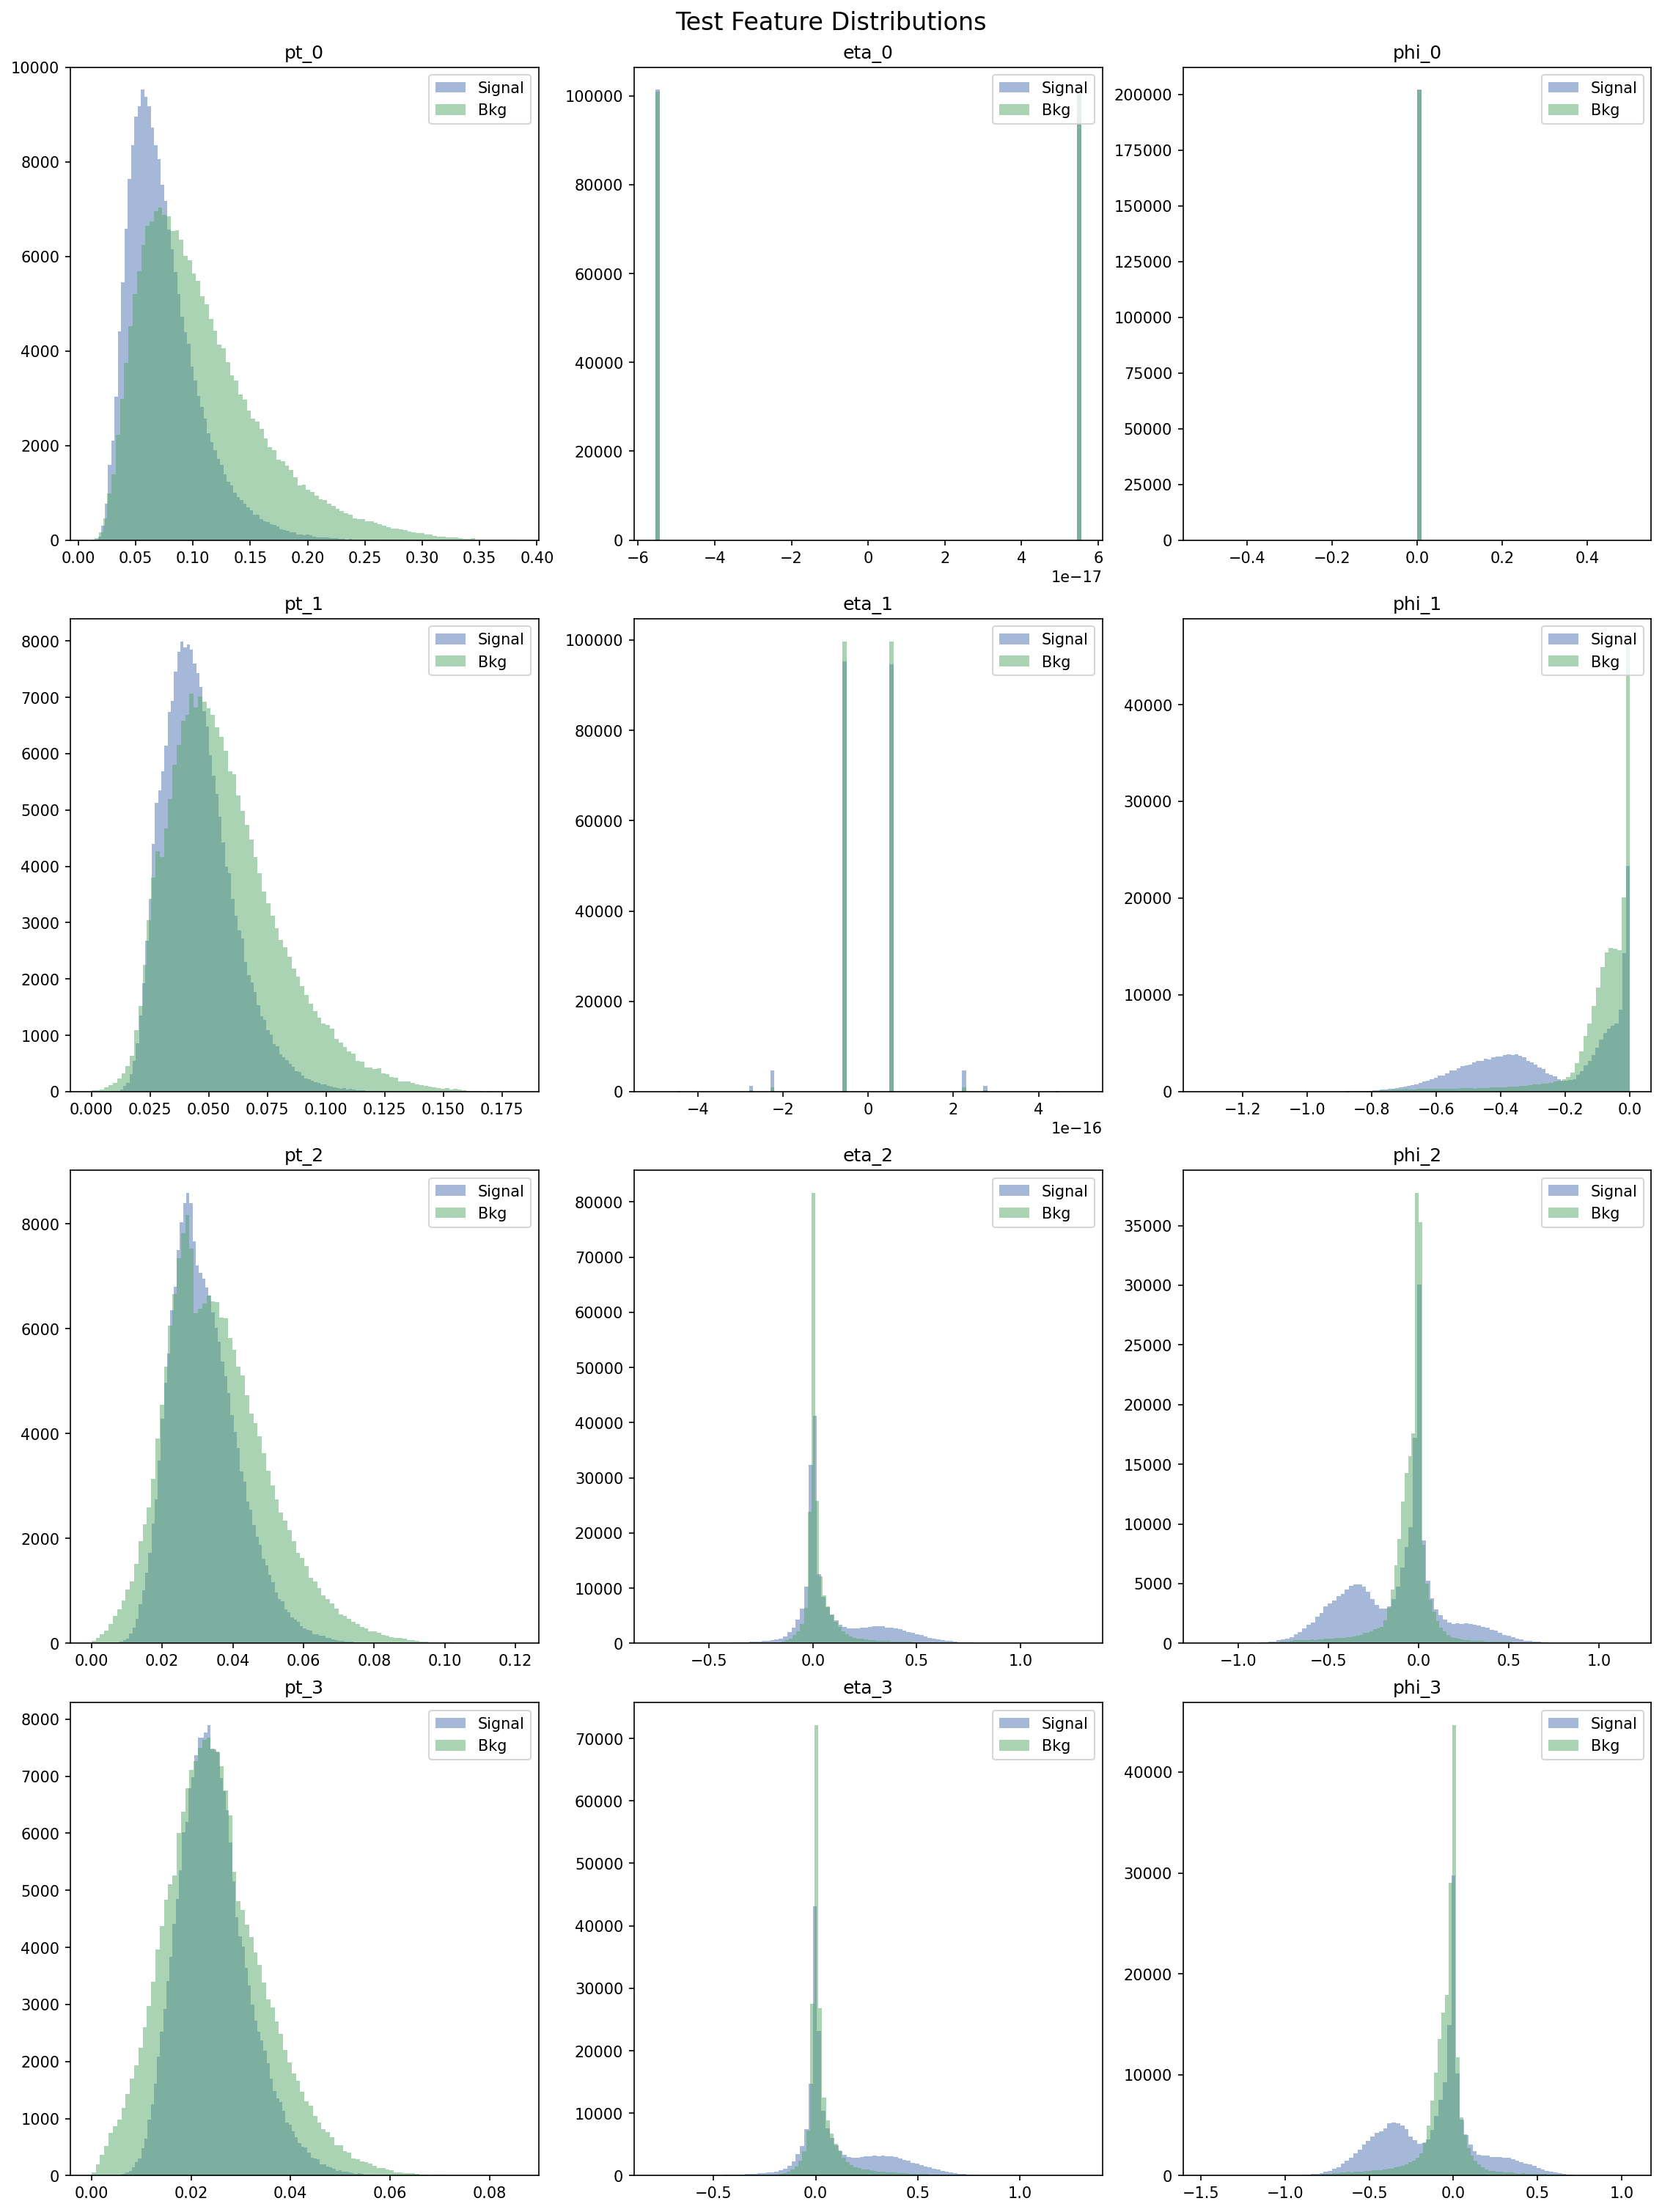 Test Feature Distributions
pt_0
10000
8000
6000
4000
2000
0
0.00 0.05 0.10 0.15 0.20 0.25 0.30 0.35 0.40
Signal
Bkg
eta_0
100000
80000
60000
40000
20000
0
−6 −4 −2 0 2 4 6
1e−17
Signal
Bkg
phi_0
200000
175000
150000
125000
100000
75000
50000
25000
0
−0.4 −0.2 0.0 0.2 0.4
Signal
Bkg
pt_1
8000
7000
6000
5000
4000
3000
2000
1000
0
0.000 0.025 0.050 0.075 0.100 0.125 0.150 0.175
Signal
Bkg
eta_1
100000
80000
60000
40000
20000
0
−4 −2 0 2 4
1e−16
Signal
Bkg
phi_1
40000
30000
20000
10000
0
−1.2 −1.0 −0.8 −0.6 −0.4 −0.2 0.0
Signal
Bkg
pt_2
8000
6000
4000
2000
0
0.00 0.02 0.04 0.06 0.08 0.10 0.12
Signal
Bkg
eta_2
80000
70000
60000
50000
40000
30000
20000
10000
0
−0.5 0.0 0.5 1.0
Signal
Bkg
phi_2
35000
30000
25000
20000
15000
10000
5000
0
−1.0 −0.5 0.0 0.5 1.0
Signal
Bkg
pt_3
8000
7000
6000
5000
4000
3000
2000
1000
0
0.00 0.02 0.04 0.06 0.08
Signal
Bkg
eta_3
70000
60000
50000
40000
30000
20000
10000
0
−0.5 0.0 0.5 1.0
Signal
Bkg
phi_3
40000
30000
20000
10000
0
−1.5 −1.0 −0.5 0.0 0.5 1.0
Signal
Bkg